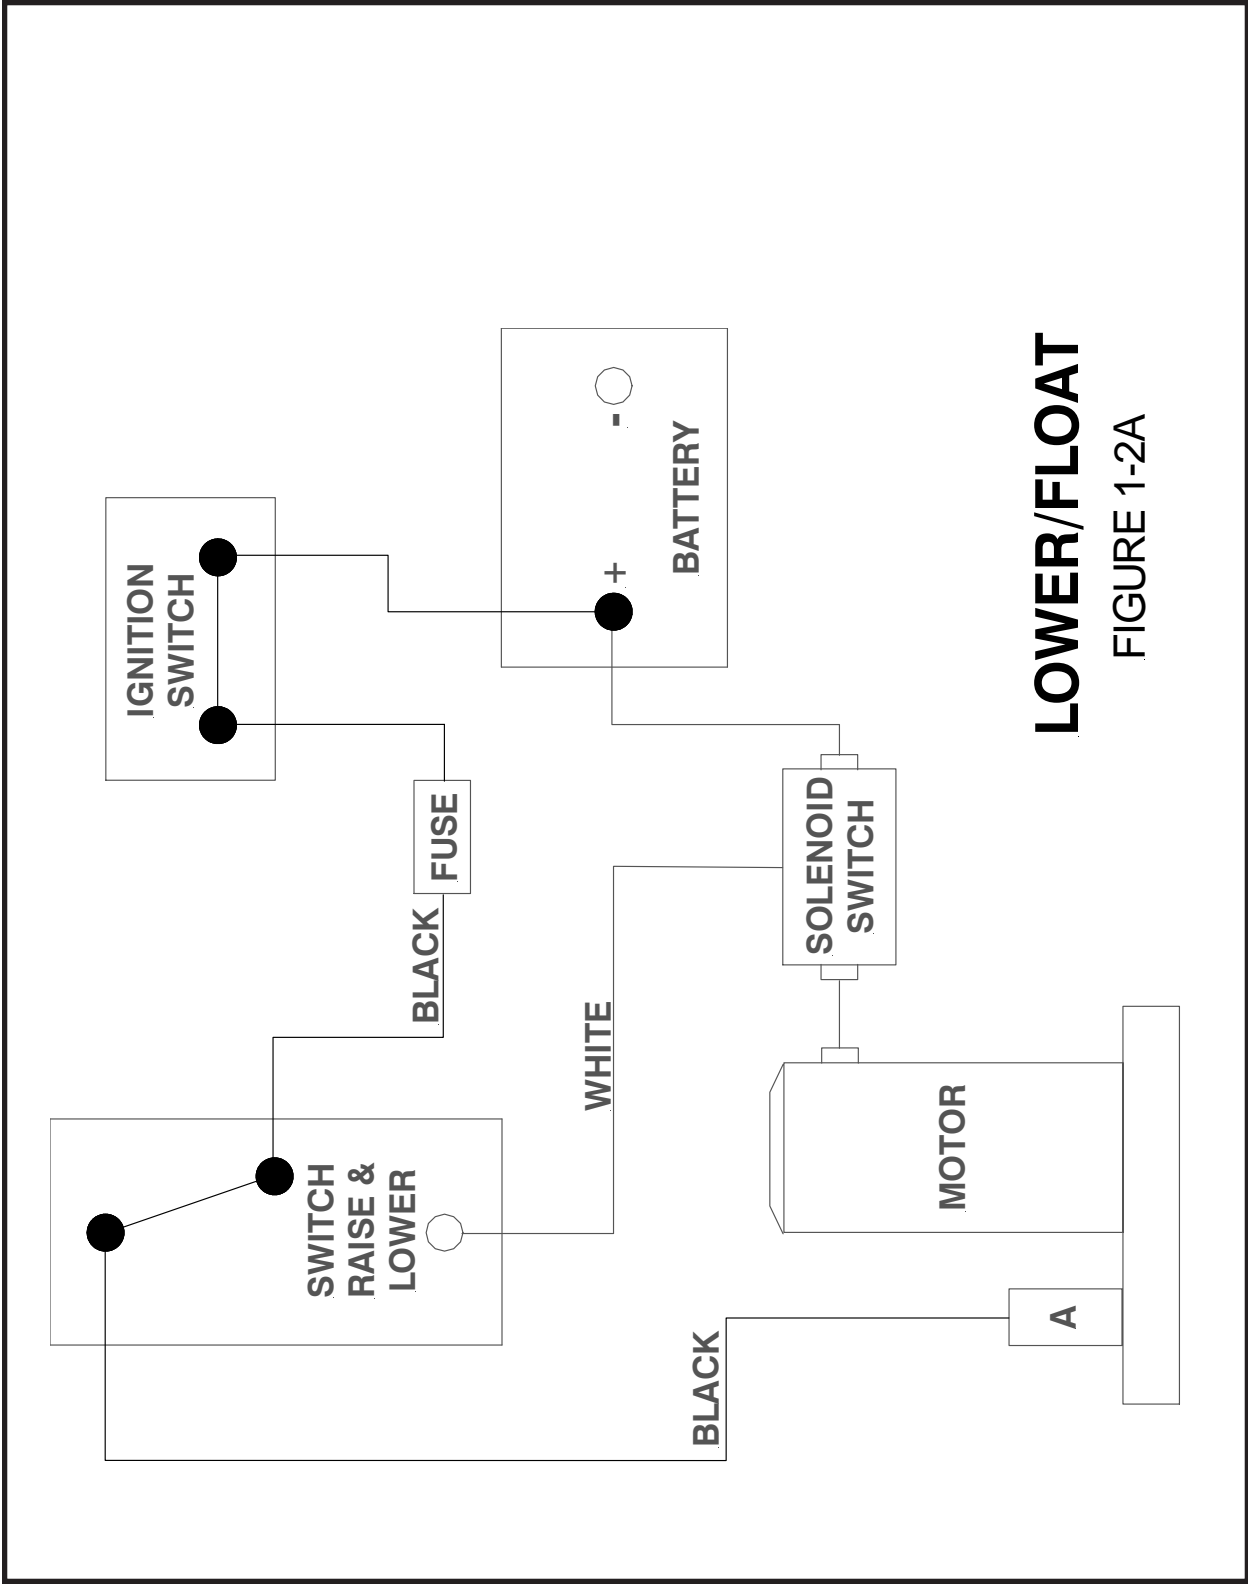 IGNITION
SWITCH
SWITCH
RAISE &
LOWER
BLACK
FUSE
+
-
BATTERY
WHITE
BLACK
SOLENOID
SWITCH
MOTOR
A
LOWER/FLOAT
FIGURE 1-2A